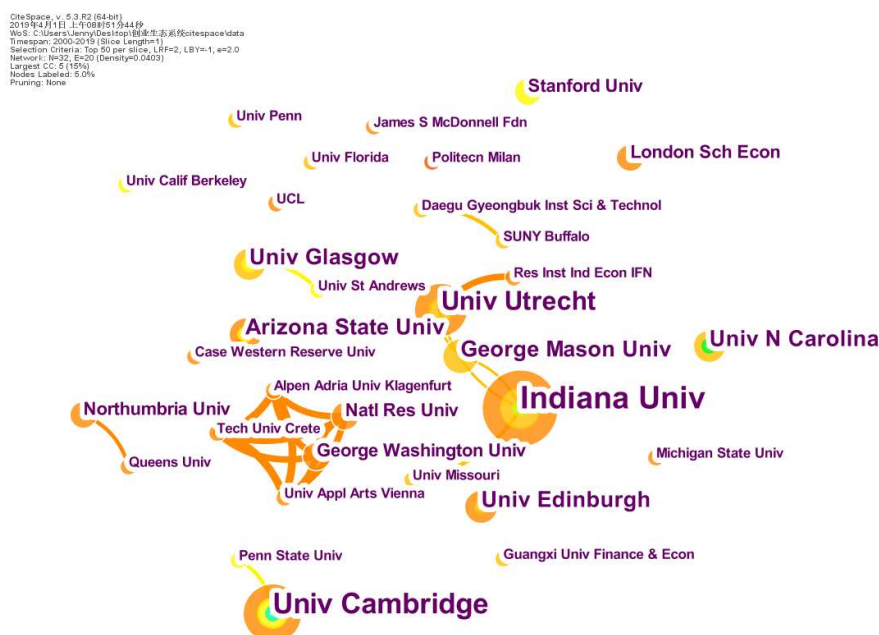 CiteSpace, v. 5.3.R2 (64-bit)
2019年4月1日 上午08时51分44秒
WoS: C:\Users\Jenny\Desktop\创业生态系统citespace\data
Timespan: 2000-2019 (Slice Length=1)
Selection Criteria: Top 50 per slice, LRF=2, LBY=-1, e=2.0
Network: N=32, E=20 (Density=0.0403)
Largest CC: 5 (15%)
Nodes Labeled: 5.0%
Pruning: None
Stanford Univ
Univ Penn
James S McDonnell Fdn
London Sch Econ
Univ Florida
Politecn Milan
Univ Calif Berkeley
UCL
Daegu Gyeongbuk Inst Sci & Technol
SUNY Buffalo
Univ Glasgow
Res Inst Ind Econ IFN
Univ St Andrews
Univ Utrecht
Arizona State Univ
Univ N Carolina
George Mason Univ
Case Western Reserve Univ
Alpen Adria Univ Klagenfurt
Indiana Univ
Northumbria Univ
Natl Res Univ
Tech Univ Crete
George Washington Univ
Michigan State Univ
Queens Univ
Univ Missouri
Univ Appl Arts Vienna
Univ Edinburgh
Penn State Univ
Guangxi Univ Finance & Econ
Univ Cambridge